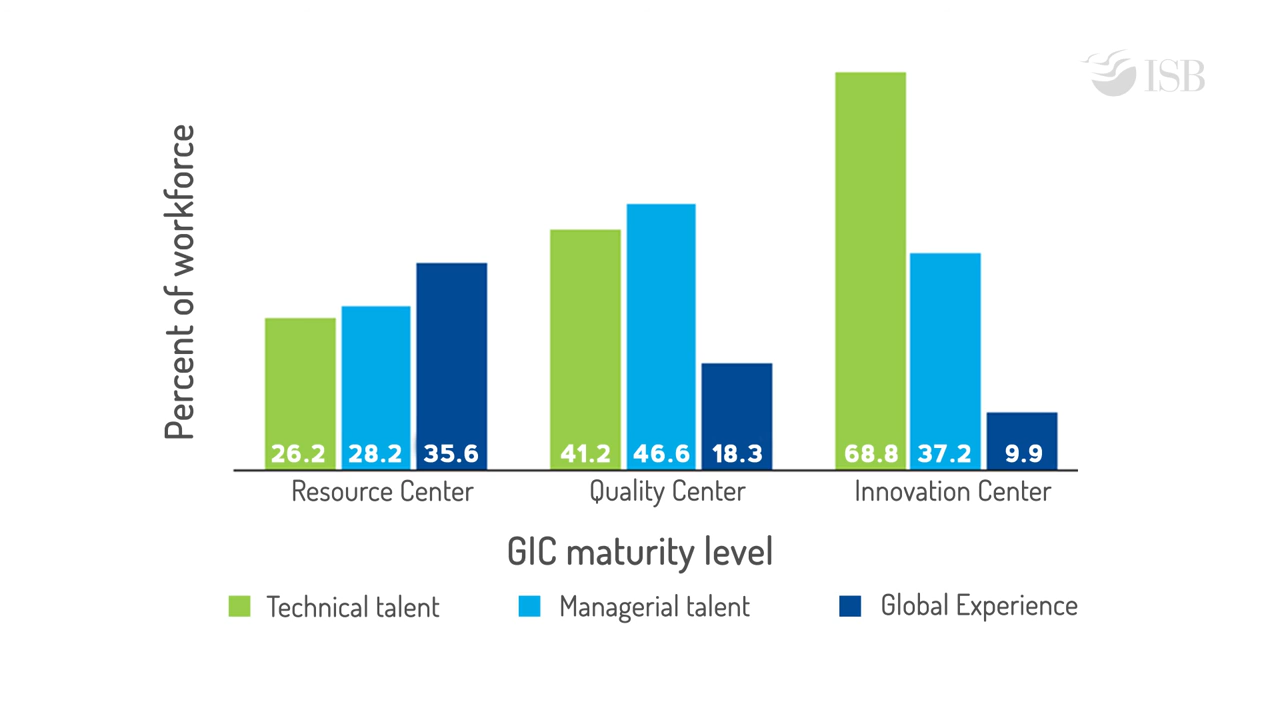 ISB
Percent of workforce
26.2 28.2 35.6 41.2 46.6 18.3 68.8 37.2 9.9
Resource Center Quality Center Innovation Center
GIC maturity level
Technical talent Managerial talent Global Experience